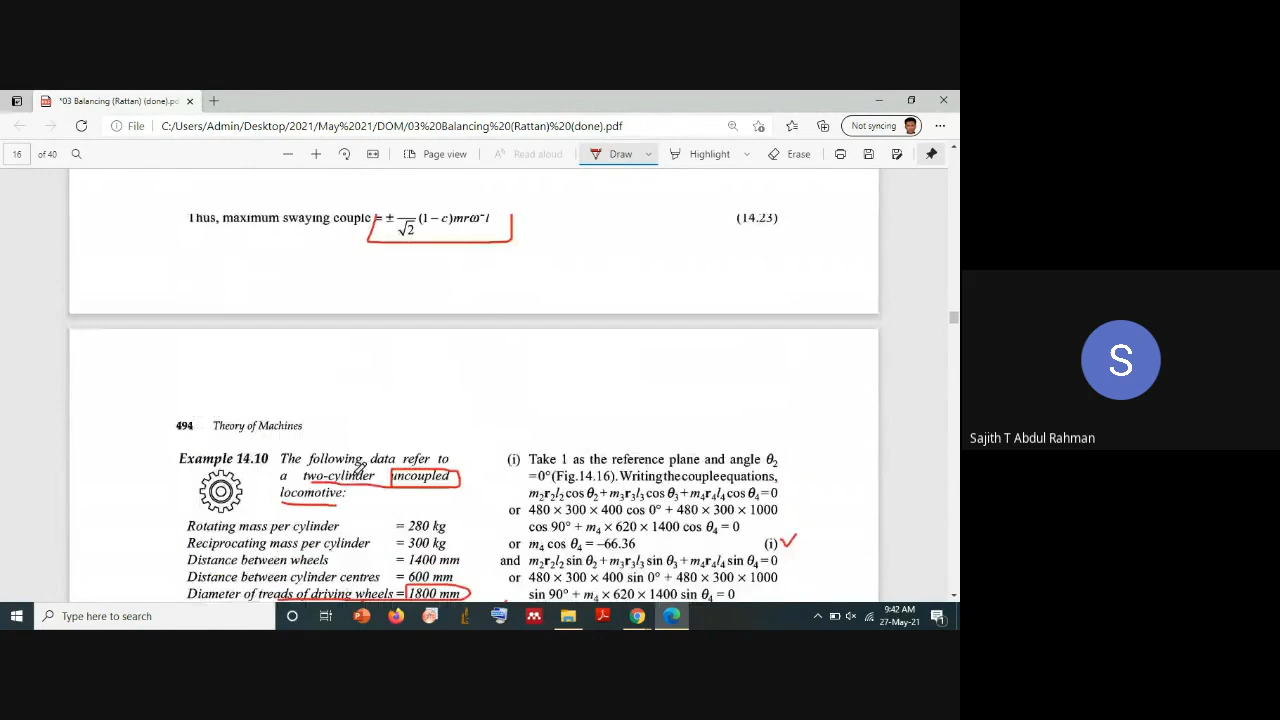 *03 Balancing (Rattan) (done).pd
File
C:/Users/Admin/Desktop/2021/May%2021/DOM/03%20Balancing%20(Rattan)%20(done).pdf
Not syncing
16 of 40
Page view
Read aloud
Draw
Highlight
Erase
Thus, maximum swaying couple = ± /√2 (1 – c)mrω²l (14.23)
494 Theory of Machines
Example 14.10 The following data refer to
a two-cylinder uncoupled
locomotive:
Rotating mass per cylinder = 280 kg
Reciprocating mass per cylinder = 300 kg
Distance between wheels = 1400 mm
Distance between cylinder centres = 600 mm
Diameter of treads of driving wheels = 1800 mm
(i) Take 1 as the reference plane and angle θ₂
=0° (Fig.14.16). Writing the couple equations,
m₂r₂l₂ cos θ₂ + m₃r₃l₃ cos θ₃ + m₄r₄l₄ cos θ₄ = 0
or 480 × 300 × 400 cos 0° + 480 × 300 × 1000
cos 90° + m₄ × 620 × 1400 cos θ₄ = 0
or m₄ cos θ₄ = –66.36 (i)
and m₂r₂l₂ sin θ₂ + m₃r₃l₃ sin θ₃ + m₄r₄l₄ sin θ₄ = 0
or 480 × 300 × 400 sin 0° + 480 × 300 × 1000
sin 90° + m₄ × 620 × 1400 sin θ₄ = 0
S
Sajith T Abdul Rahman
Type here to search
9:42 AM
27-May-21